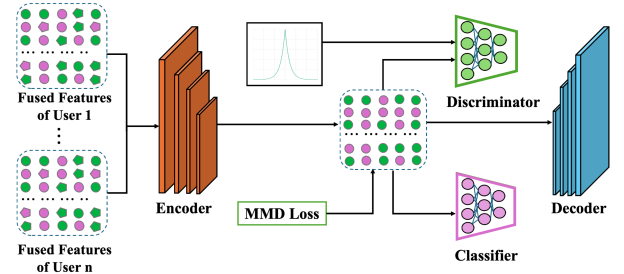 Fused Features
of User 1
Fused Features
of User n
Encoder
MMD Loss
Discriminator
Classifier
Decoder